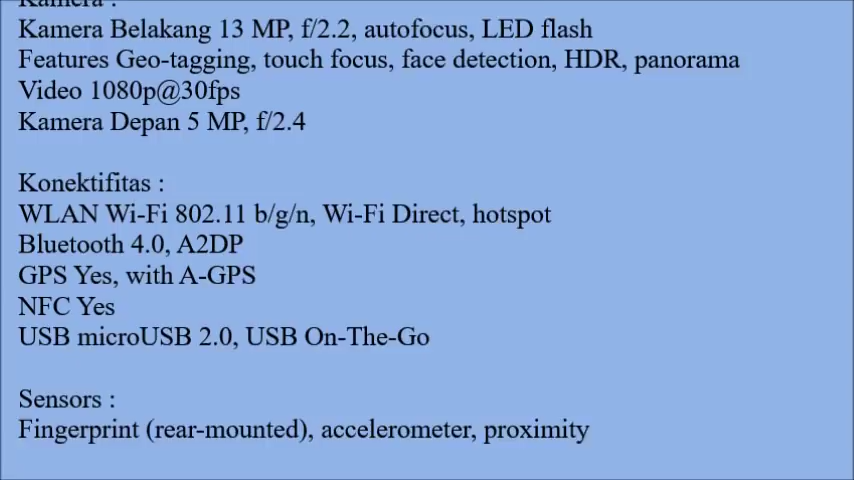 Kamera :
Kamera Belakang 13 MP, f/2.2, autofocus, LED flash
Features Geo-tagging, touch focus, face detection, HDR, panorama
Video 1080p@30fps
Kamera Depan 5 MP, f/2.4
Konektifitas :
WLAN Wi-Fi 802.11 b/g/n, Wi-Fi Direct, hotspot
Bluetooth 4.0, A2DP
GPS Yes, with A-GPS
NFC Yes
USB microUSB 2.0, USB On-The-Go
Sensors :
Fingerprint (rear-mounted), accelerometer, proximity